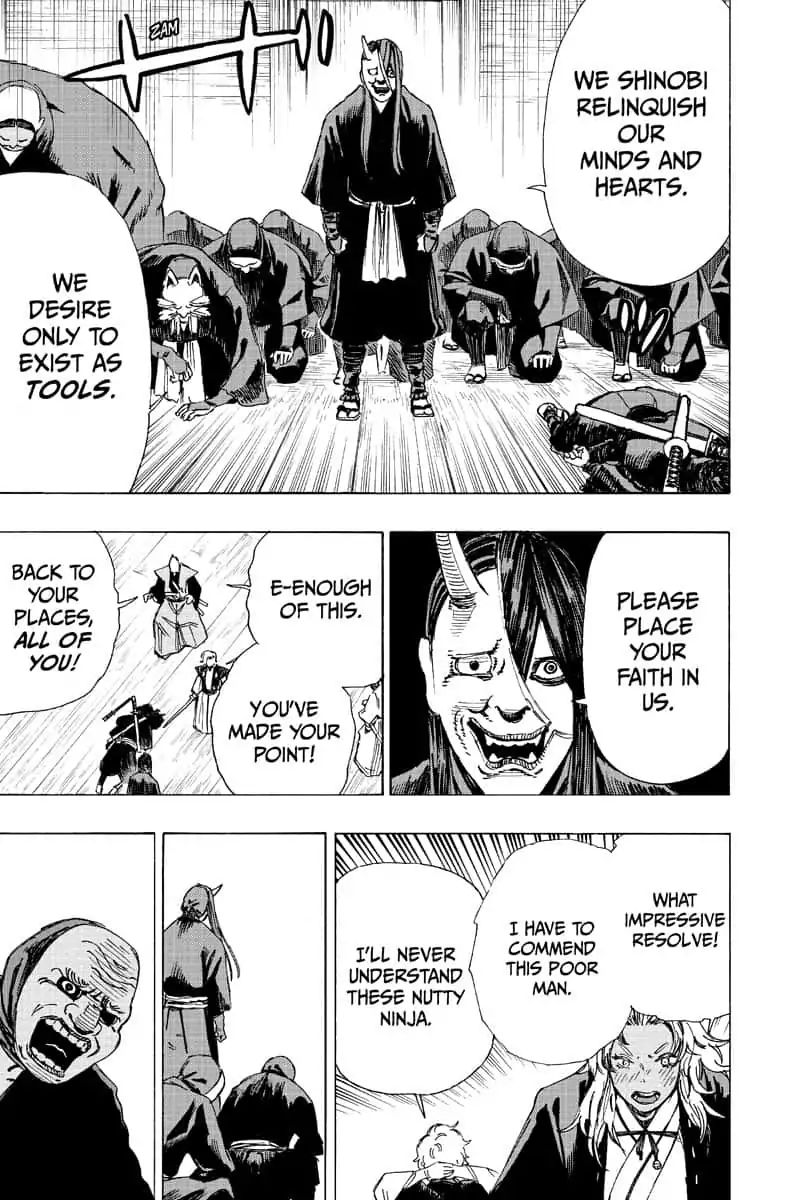 ZAM
WE SHINOBI
RELINQUISH
OUR
MINDS AND
HEARTS.
WE
DESIRE
ONLY TO
EXIST AS
TOOLS.
PLEASE
PLACE
YOUR
FAITH IN
US.
E-ENOUGH
OF THIS.
YOU'VE
MADE YOUR
POINT!
BACK TO
YOUR
PLACES,
ALL OF
YOU!
WHAT
IMPRESSIVE
RESOLVE!
I HAVE TO
COMMEND
THIS POOR
MAN.
I'LL NEVER
UNDERSTAND
THESE NUTTY
NINJA.